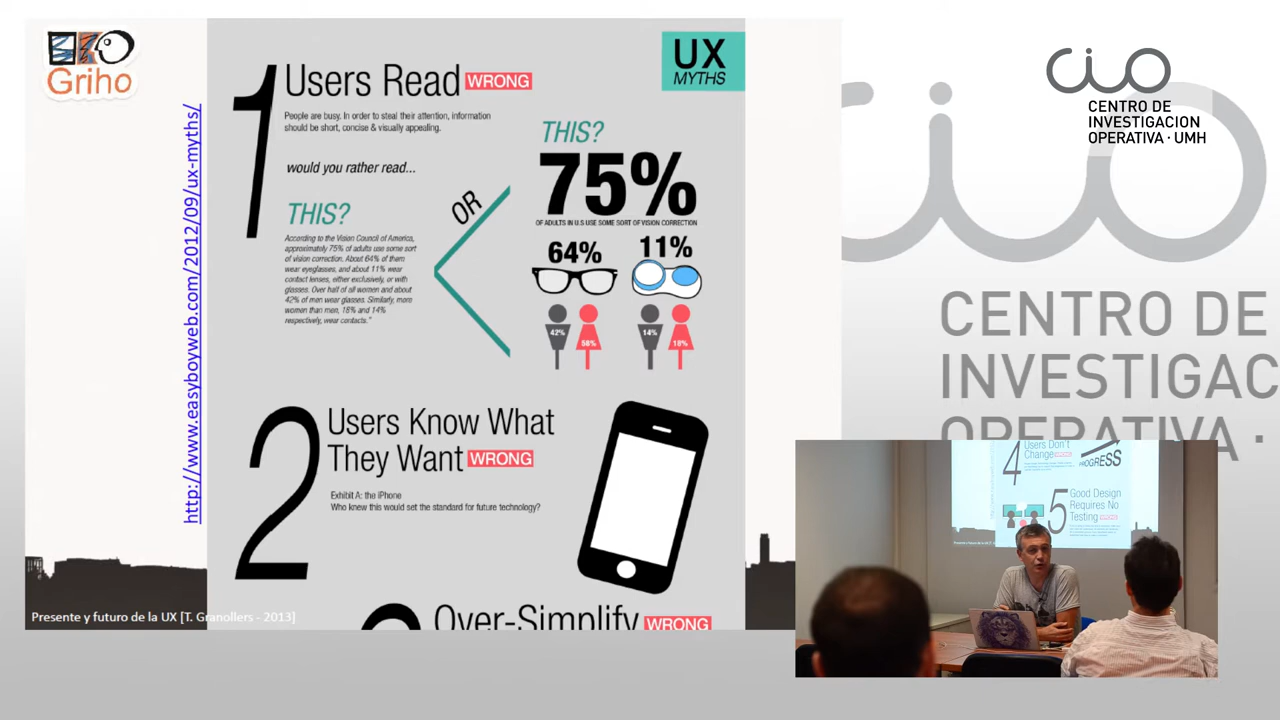 Griho
http://www.easyboyweb.com/2012/09/ux-myths/
1
Users Read WRONG
People are busy. In order to steal their attention, information
should be short, concise & visually appealing.
would you rather read...
THIS?
According to the Vision Council of America,
approximately 75% of adults use some sort
of vision correction. About 64% of them
wear eyeglasses, and about 11% wear
contact lenses, either exclusively, or with
glasses. Over half of all women and about
42% of men wear glasses. Similarly, more
women than men, 18% and 14%
respectively, wear contacts."
OR
UX
MYTHS
THIS?
75%
OF ADULTS IN U.S USE SOME SORT OF VISION CORRECTION
64%
11%
42%
58%
14%
18%
2
Users Know What
They Want WRONG
Exhibit A: the iPhone
Who knew this would set the standard for future technology?
Over-Simplify WRONG
Presente y futuro de la UX [T. Granollers - 2013]
cio
CENTRO DE
INVESTIGACION
OPERATIVA · UMH
CENTRO DE
INVESTIGAC
OPERATIVA ·
4
Users Don't
Change WRONG
PROGRESS
5
Good Design
Requires No
Testing WRONG